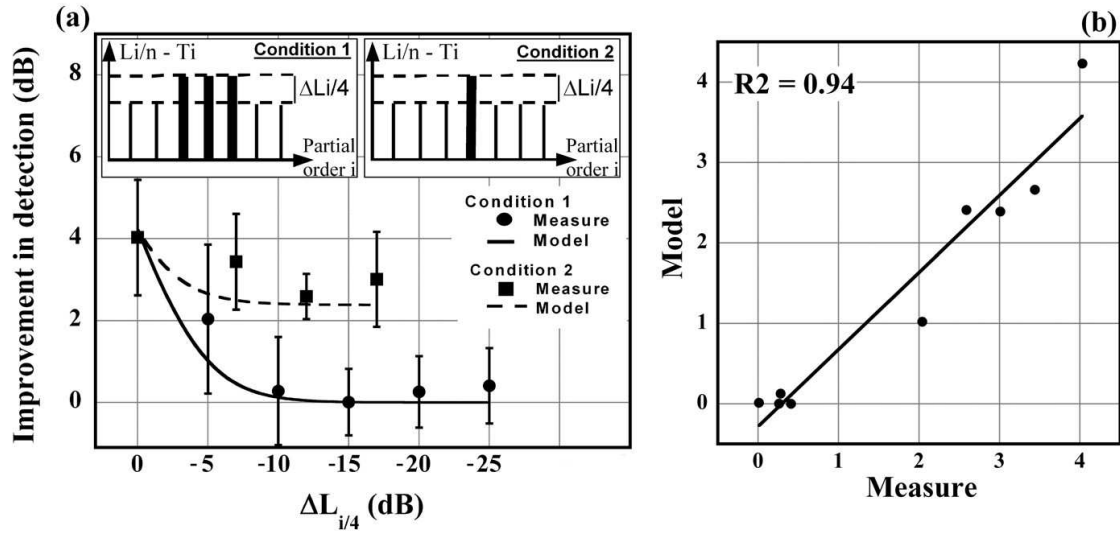 (a)
Improvement in detection (dB)
8
6
4
2
0
Li/n - Ti
Condition 1
ΔLi/4
Partial
order i
Li/n - Ti
Condition 2
ΔLi/4
Partial
order i
Condition 1
Measure
Model
Condition 2
Measure
Model
0 - 5 -10 -15 -20 -25
ΔL i/4 (dB)
(b)
R2 = 0.94
Model
4
3
2
1
0
0 1 2 3 4
Measure